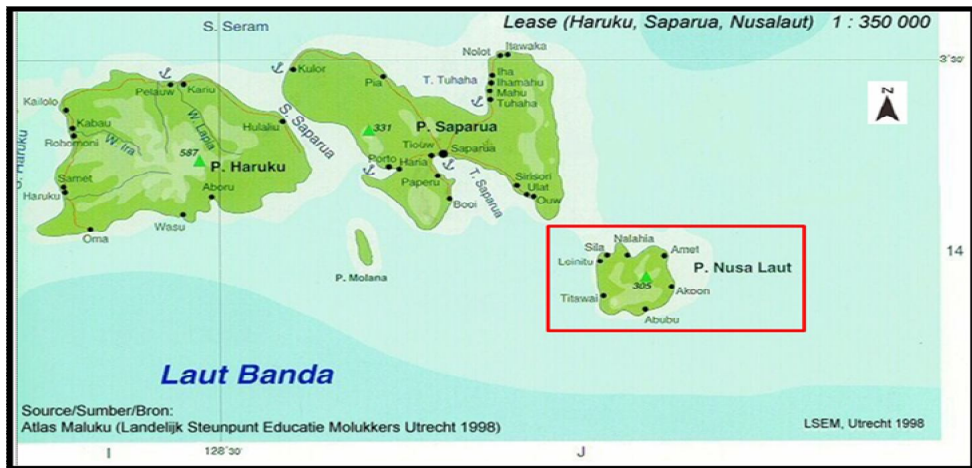 Lease (Haruku, Saparua, Nusalaut) 1 : 350 000
S. Seram
3°50'
Nolot
Itawaka
Kulor
Pia
T. Tuhaha
Iha
Ihamahu
Mahu
Tuhaha
Pelauw
Kariu
Kailolo
Kabau
Rohomoni
W. Ira
W. Lapia
Hulaliu
S. Saparua
331
P. Saparua
Tiouw
Saparua
587
P. Haruku
S. Haruku
Porto
Haria
Paperu
T. Saparua
Booi
Sirisori
Ulat
Ouw
Samet
Haruku
Aboru
Wasu
Oma
P. Molana
N
14
Sila
Nalahia
Amet
Leinitu
P. Nusa Laut
305
Akoon
Titawai
Abubu
Laut Banda
Source/Sumber/Bron:
Atlas Maluku (Landelijk Steunpunt Educatie Molukkers Utrecht 1998)
LSEM, Utrecht 1998
I
128°30'
J